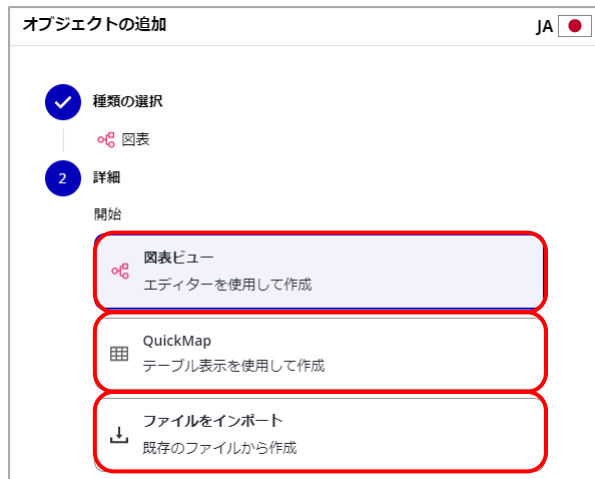 オブジェクトの追加
JA
種類の選択
図表
2
詳細
開始
図表ビュー
エディターを使用して作成
QuickMap
テーブル表示を使用して作成
ファイルをインポート
既存のファイルから作成